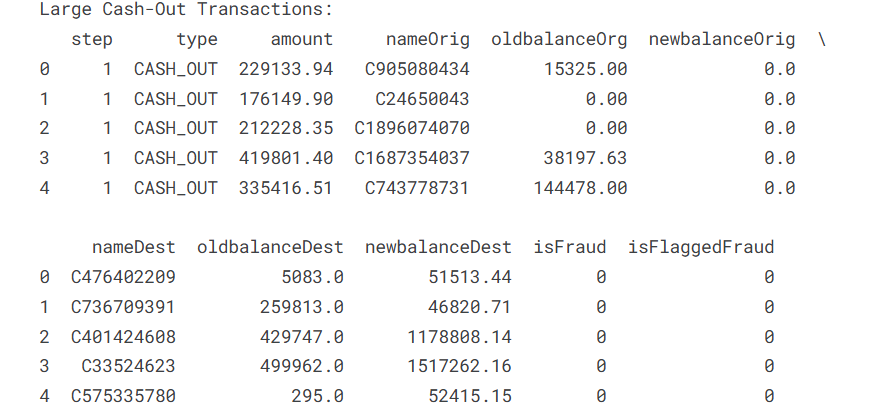 Large Cash-Out Transactions:
step type amount nameOrig oldbalanceOrg newbalanceOrig \
0 1 CASH_OUT 229133.94 C905080434 15325.00 0.0
1 1 CASH_OUT 176149.90 C24650043 0.00 0.0
2 1 CASH_OUT 212228.35 C1896074070 0.00 0.0
3 1 CASH_OUT 419801.40 C1687354037 38197.63 0.0
4 1 CASH_OUT 335416.51 C743778731 144478.00 0.0
nameDest oldbalanceDest newbalanceDest isFraud isFlaggedFraud
0 C476402209 5083.0 51513.44 0 0
1 C736709391 259813.0 46820.71 0 0
2 C401424608 429747.0 1178808.14 0 0
3 C33524623 499962.0 1517262.16 0 0
4 C575335780 295.0 52415.15 0 0